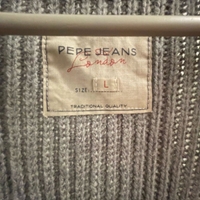 PEPE JEANS
London
SIZE: L
TRADITIONAL QUALITY